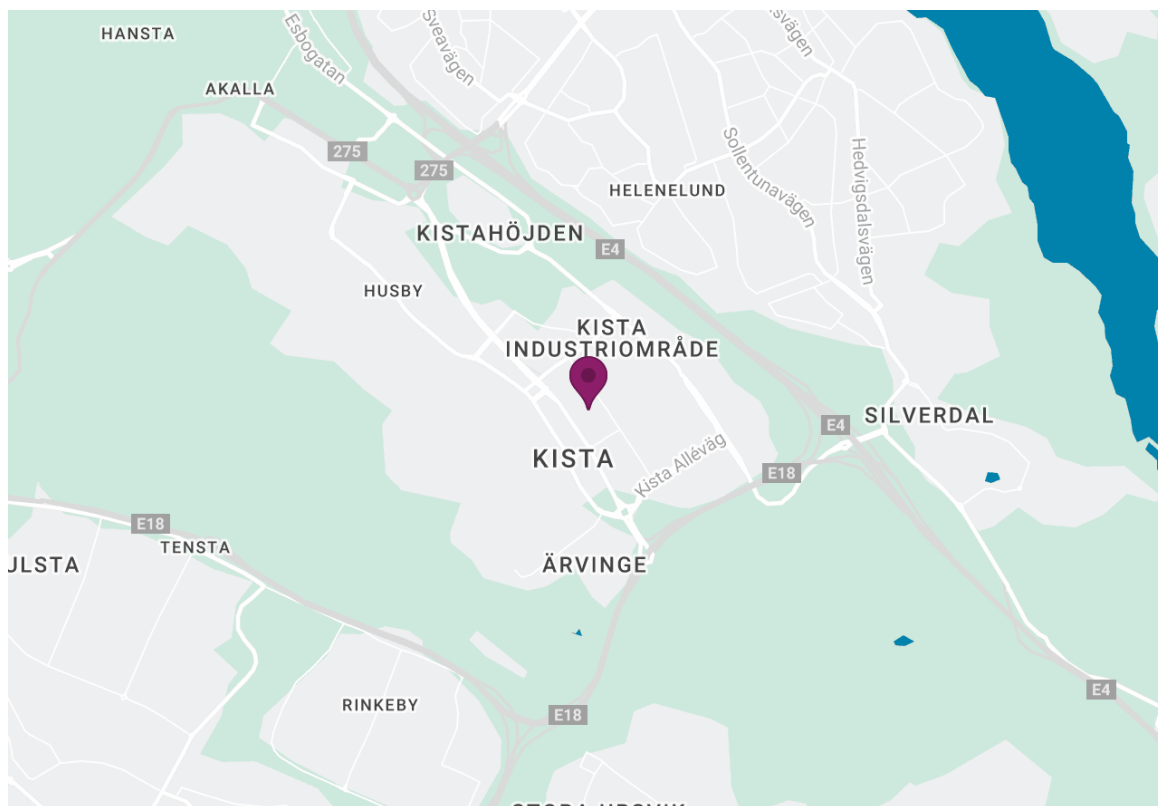 HANSTA
Esbogatan
Sveavägen
AKALLA
275
275
HELENELUND
Sollentunavägen
Hedvigsdalsvägen
KISTAHÖJDEN
E4
HUSBY
KISTA
INDUSTRIOMRÅDE
SILVERDAL
E4
KISTA
Kista Alléväg
E18
E18
TENSTA
ULSTA
ÄRVINGE
RINKEBY
E18
E4